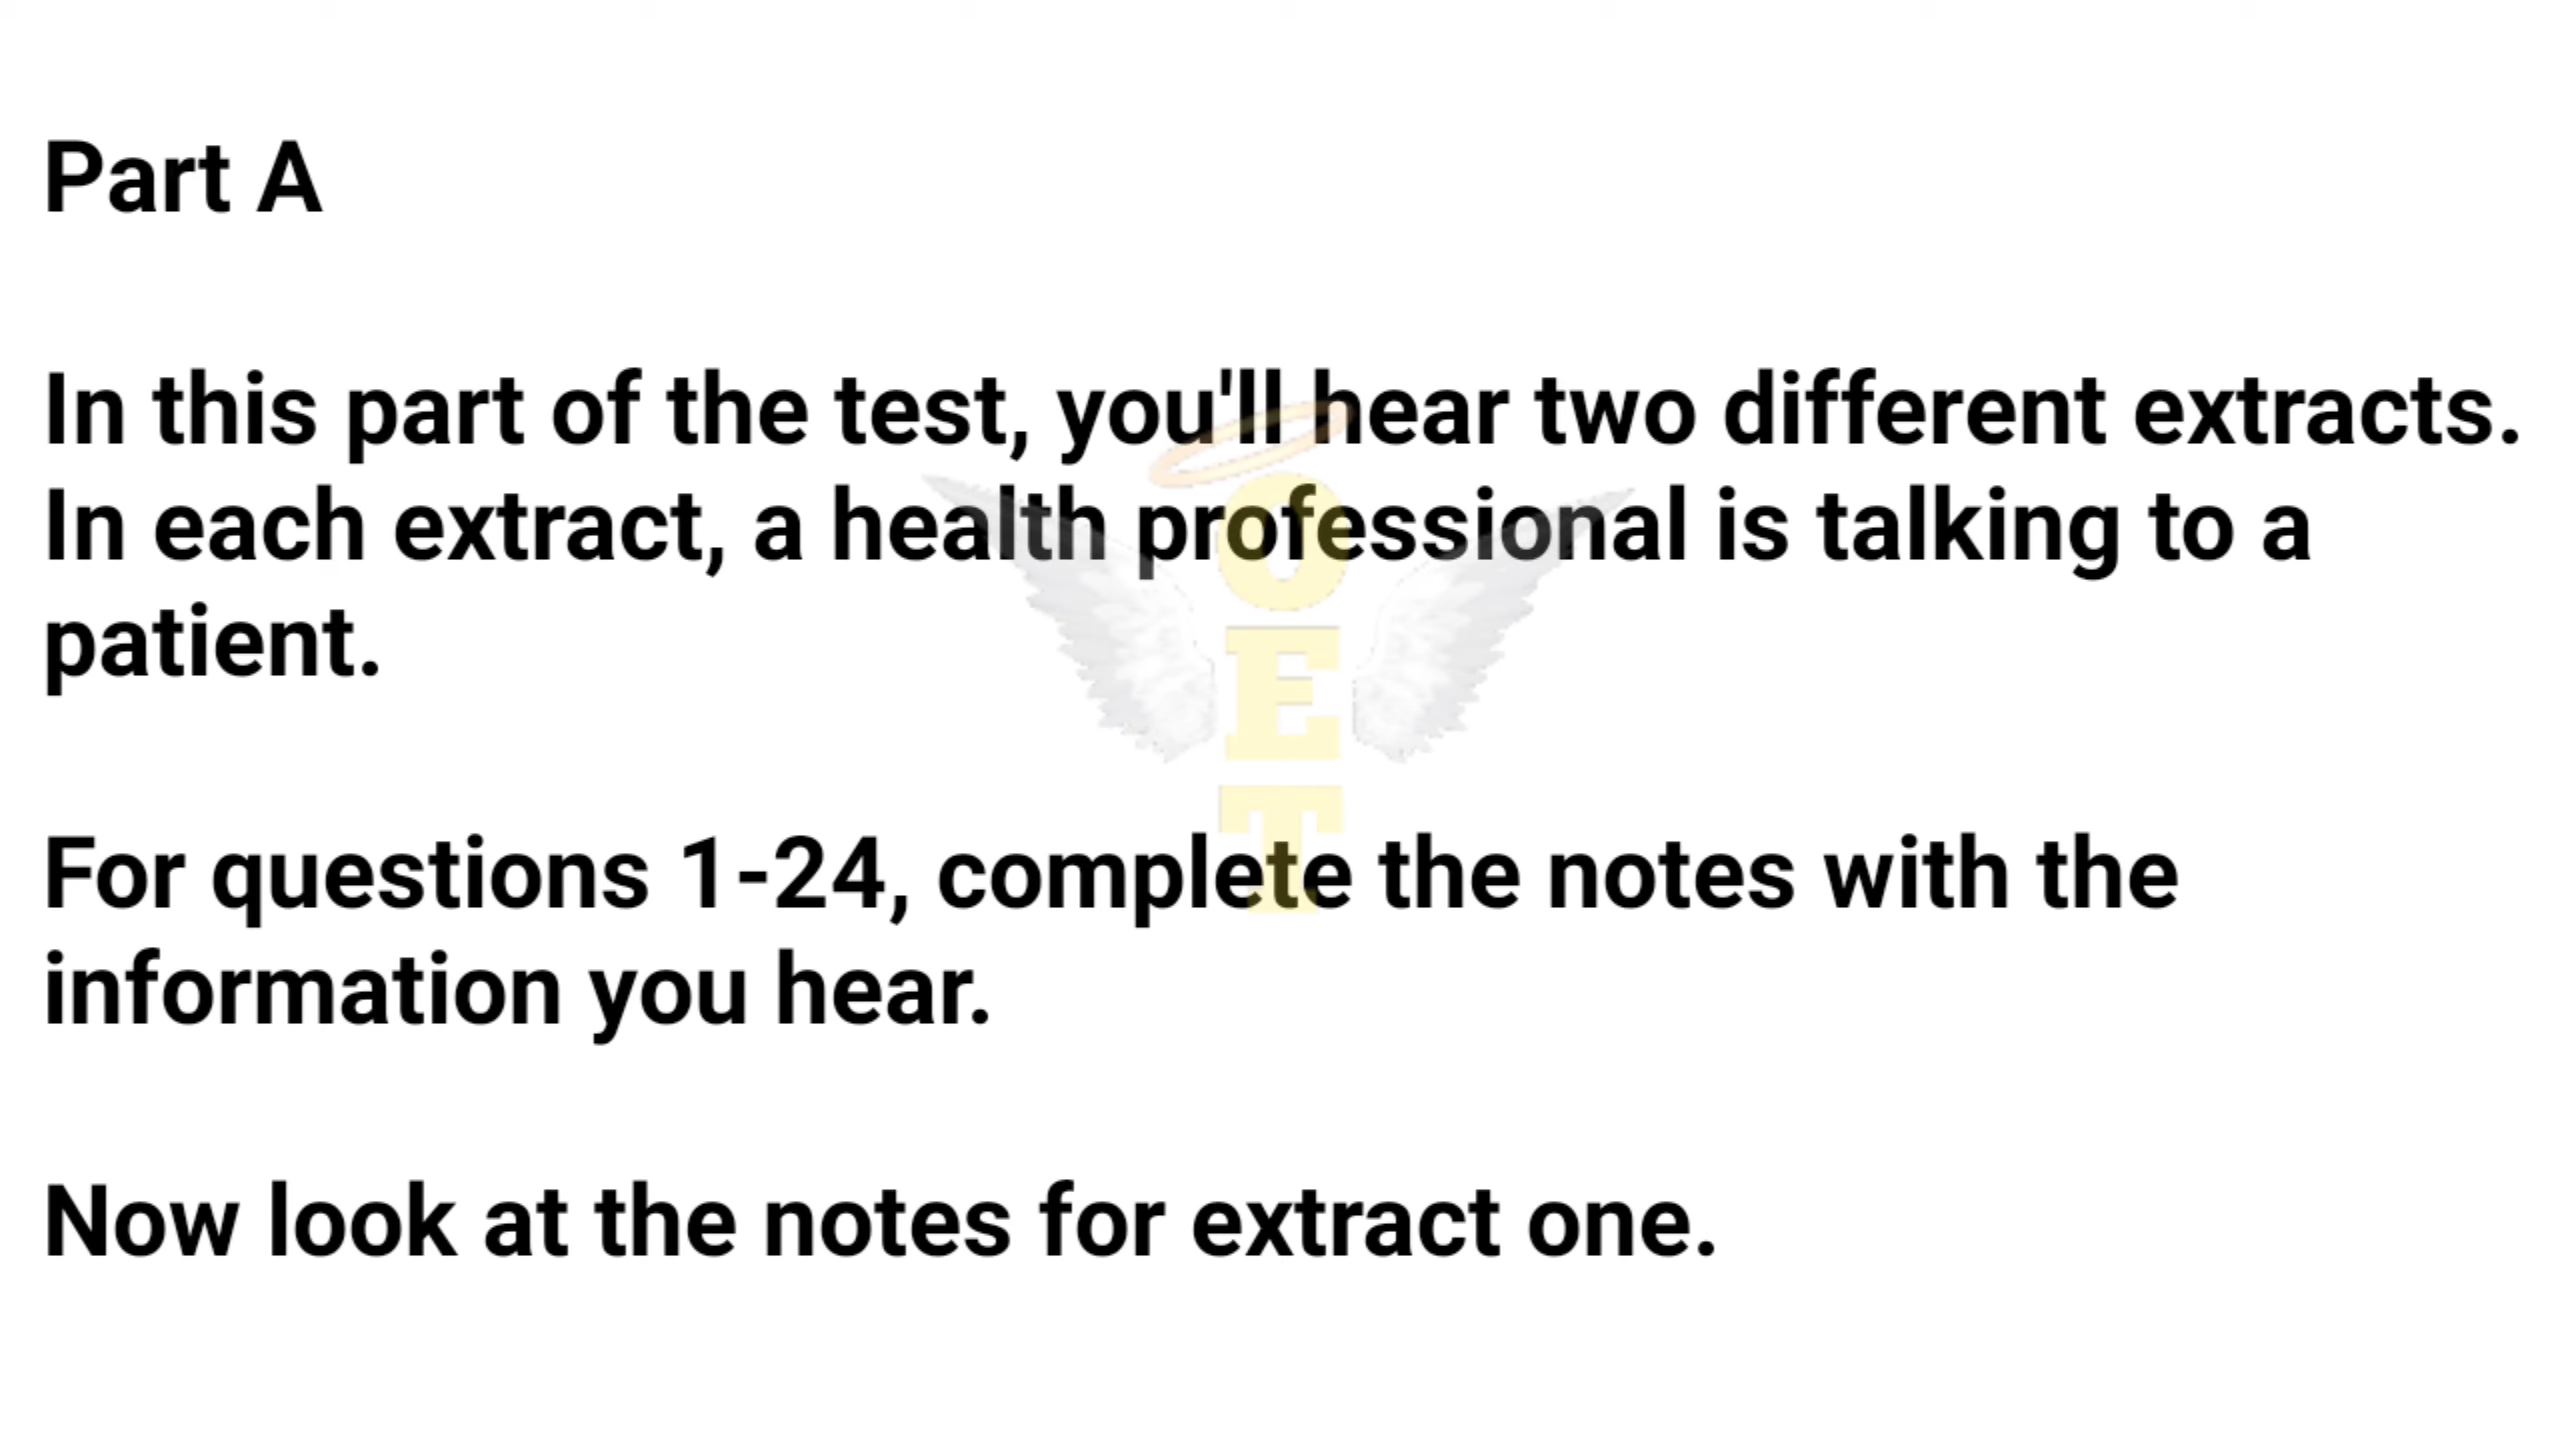 Part A
In this part of the test, you'll hear two different extracts.
In each extract, a health professional is talking to a
patient.
For questions 1-24, complete the notes with the
information you hear.
Now look at the notes for extract one.
O
E
T